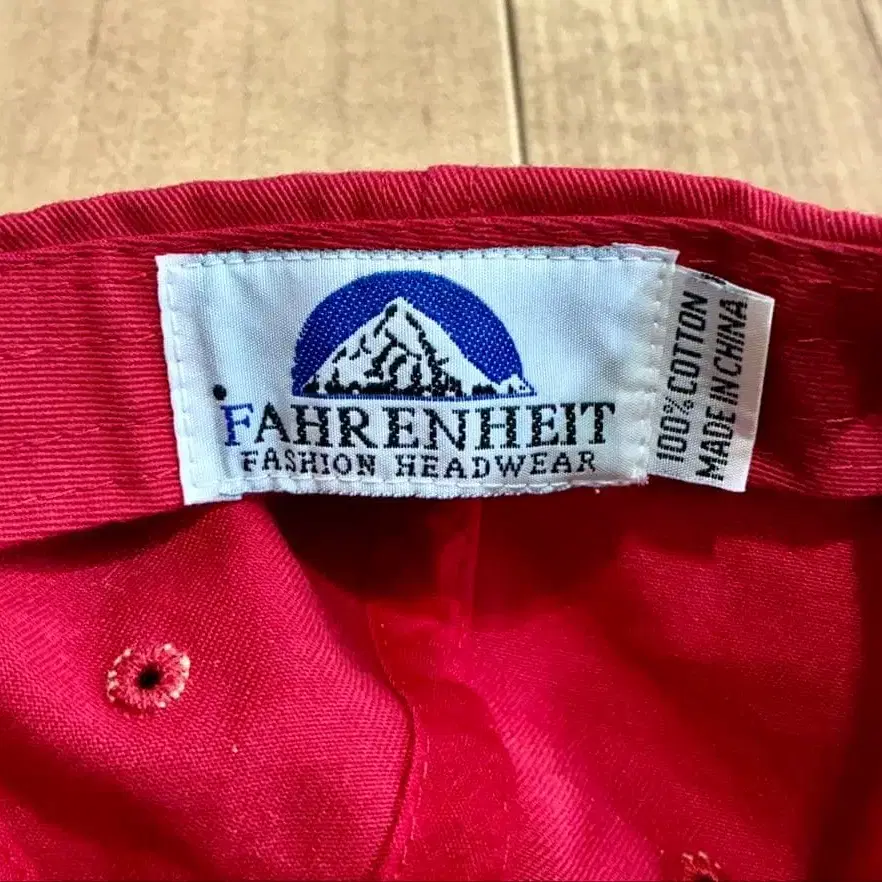 FAHRENHEIT
FASHION HEADWEAR
100% COTTON
MADE IN CHINA